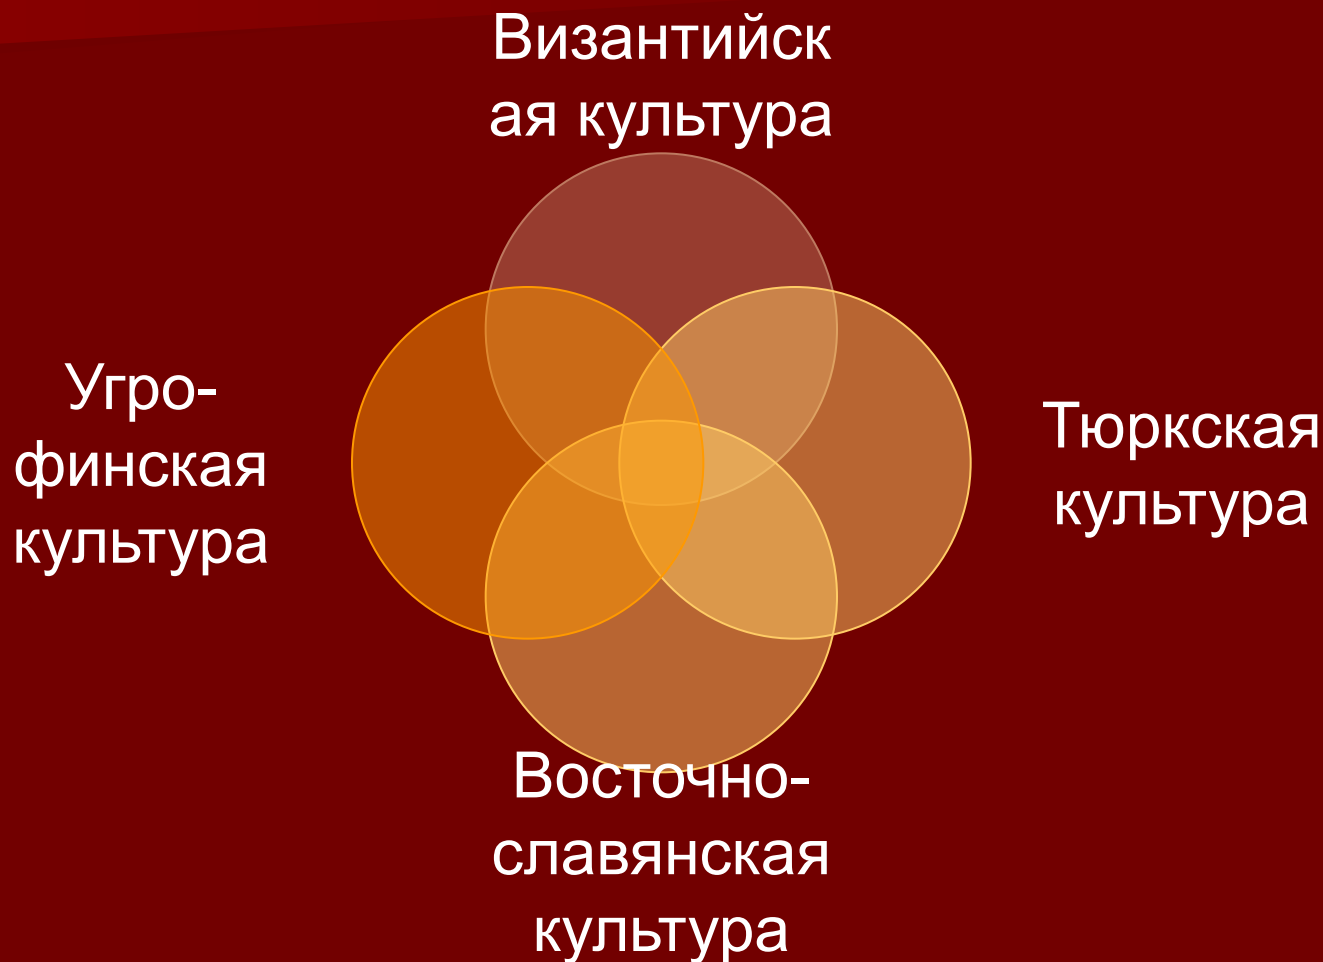 Византийск
ая культура
Угро-
финская
культура
Тюркская
культура
Восточно-
славянская
культура